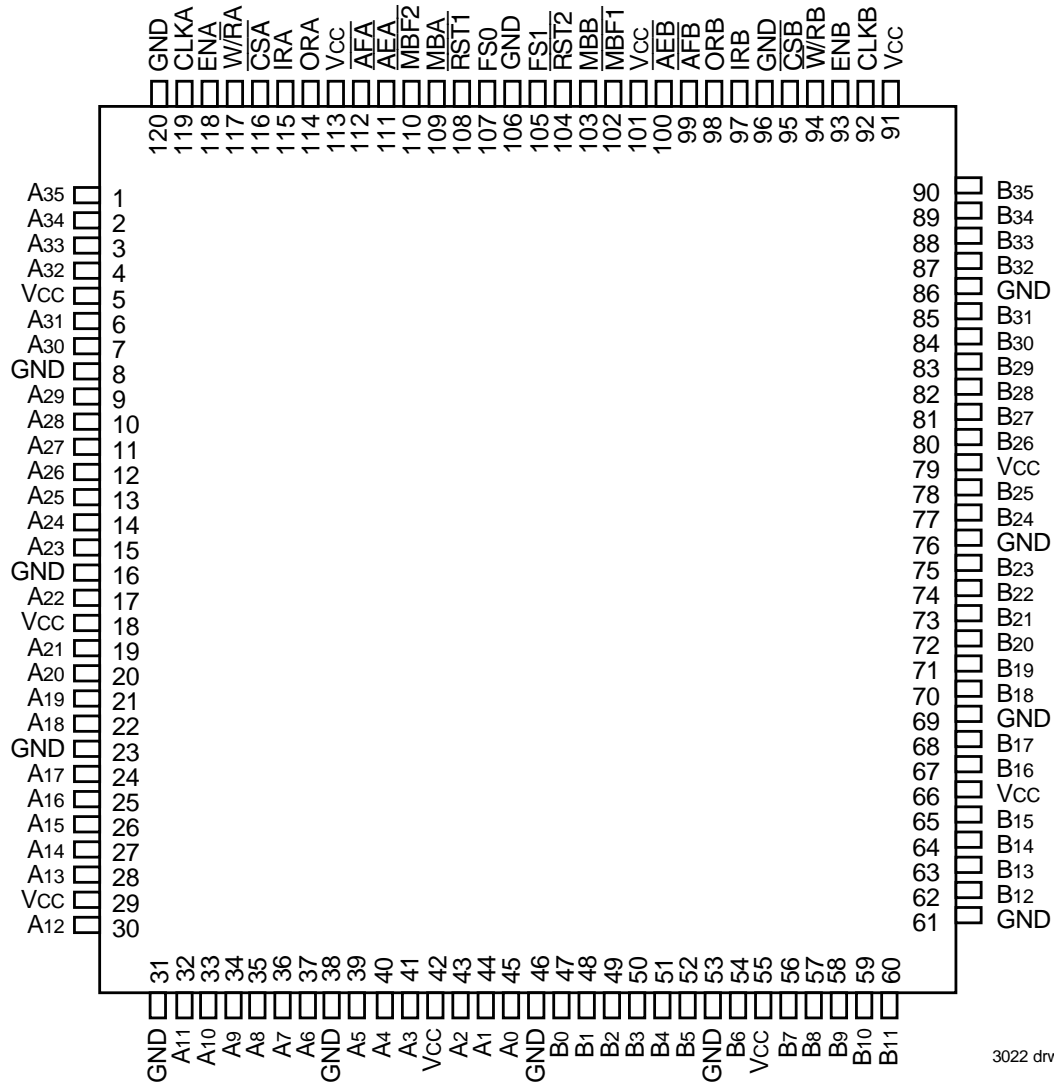 GND CLKA ENA W/RA CSA IRA ORA VCC AFA AEA MBF2 MBA RST1 FS0 GND FS1 RST2 MBB MBF1 VCC AEB AFB ORB IRB GND CSB W/RB ENB CLKB VCC
120 119 118 117 116 115 114 113 112 111 110 109 108 107 106 105 104 103 102 101 100 99 98 97 96 95 94 93 92 91
A35 1
A34 2
A33 3
A32 4
VCC 5
A31 6
A30 7
GND 8
A29 9
A28 10
A27 11
A26 12
A25 13
A24 14
A23 15
GND 16
A22 17
VCC 18
A21 19
A20 20
A19 21
A18 22
GND 23
A17 24
A16 25
A15 26
A14 27
A13 28
VCC 29
A12 30
90 B35
89 B34
88 B33
87 B32
86 GND
85 B31
84 B30
83 B29
82 B28
81 B27
80 B26
79 VCC
78 B25
77 B24
76 GND
75 B23
74 B22
73 B21
72 B20
71 B19
70 B18
69 GND
68 B17
67 B16
66 VCC
65 B15
64 B14
63 B13
62 B12
61 GND
31 32 33 34 35 36 37 38 39 40 41 42 43 44 45 46 47 48 49 50 51 52 53 54 55 56 57 58 59 60
GND A11 A10 A9 A8 A7 A6 GND A5 A4 A3 VCC A2 A1 A0 GND B0 B1 B2 B3 B4 B5 GND B6 VCC B7 B8 B9 B10 B11
3022